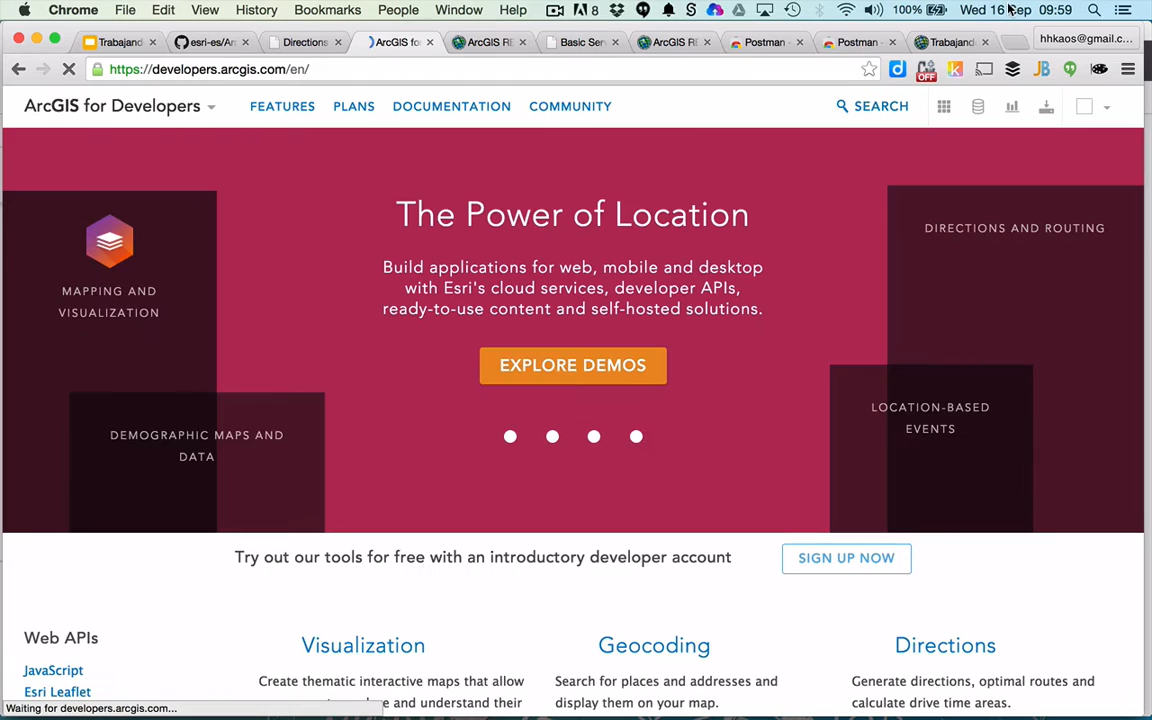 Chrome File Edit View History Bookmarks People Window Help 8 100% Wed 16 Sep 09:59
Trabajand × esri-es/Ar × Directions × ArcGIS for × ArcGIS RE × Basic Ser × ArcGIS RE × Postman - × Postman - × Trabajand × hhkaos@gmail.c...
https://developers.arcgis.com/en/ OFF
ArcGIS for Developers FEATURES PLANS DOCUMENTATION COMMUNITY SEARCH
The Power of Location
Build applications for web, mobile and desktop
with Esri's cloud services, developer APIs,
ready-to-use content and self-hosted solutions.
EXPLORE DEMOS
MAPPING AND
VISUALIZATION
DEMOGRAPHIC MAPS AND
DATA
DIRECTIONS AND ROUTING
LOCATION-BASED
EVENTS
Try out our tools for free with an introductory developer account SIGN UP NOW
Web APIs
JavaScript
Esri Leaflet
Visualization
Create thematic interactive maps that allow
Geocoding
Search for places and addresses and
display them on your map.
Directions
Generate directions, optimal routes and
calculate drive time areas.
Waiting for developers.arcgis.com...